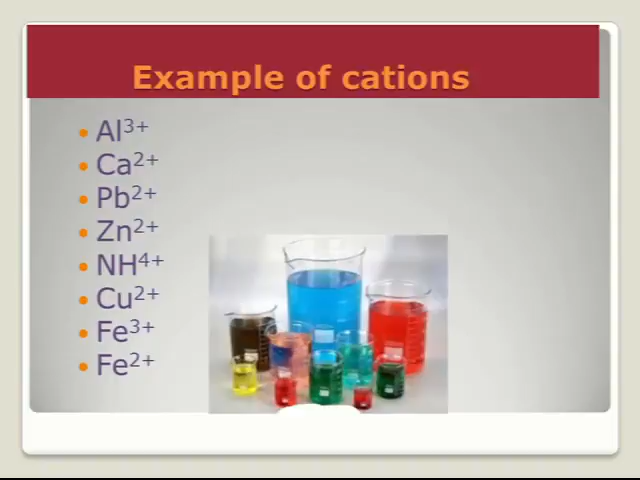 Example of cations
• Al³⁺
• Ca²⁺
• Pb²⁺
• Zn²⁺
• NH⁴⁺
• Cu²⁺
• Fe³⁺
• Fe²⁺